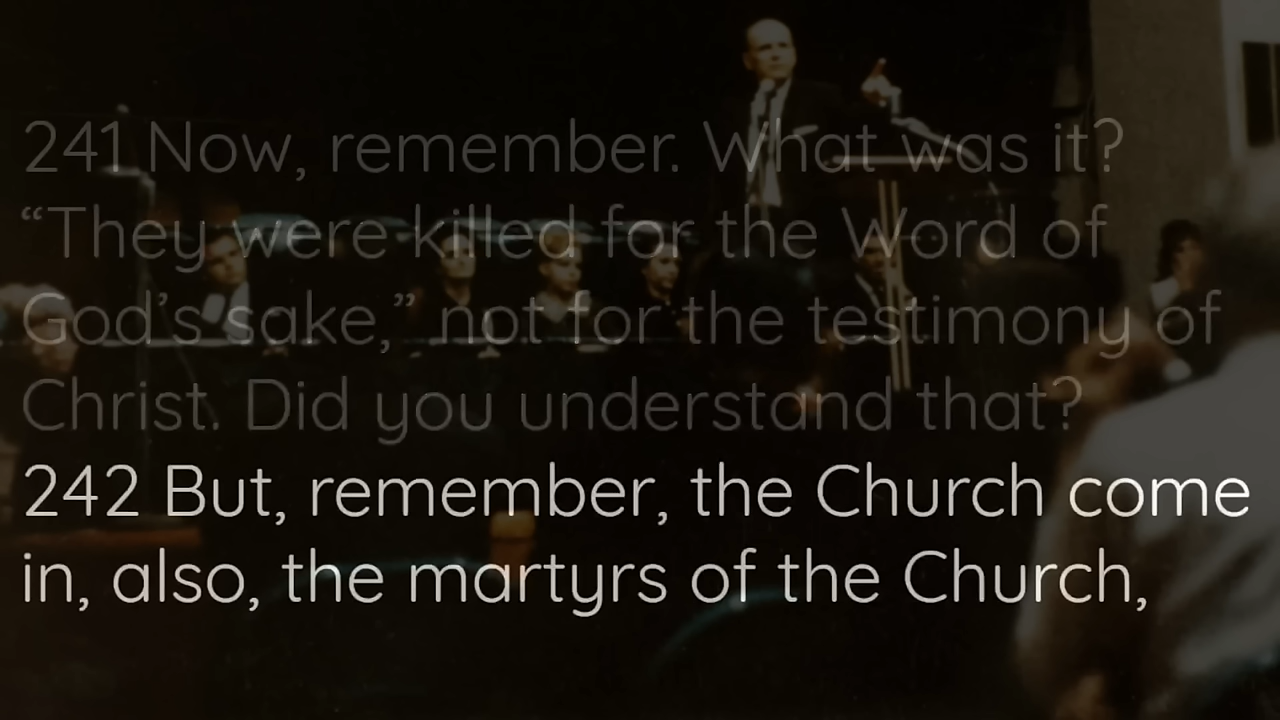 241 Now, remember. What was it?
“They were killed for the Word of
God’s sake,” not for the testimony of
Christ. Did you understand that?
242 But, remember, the Church come
in, also, the martyrs of the Church,